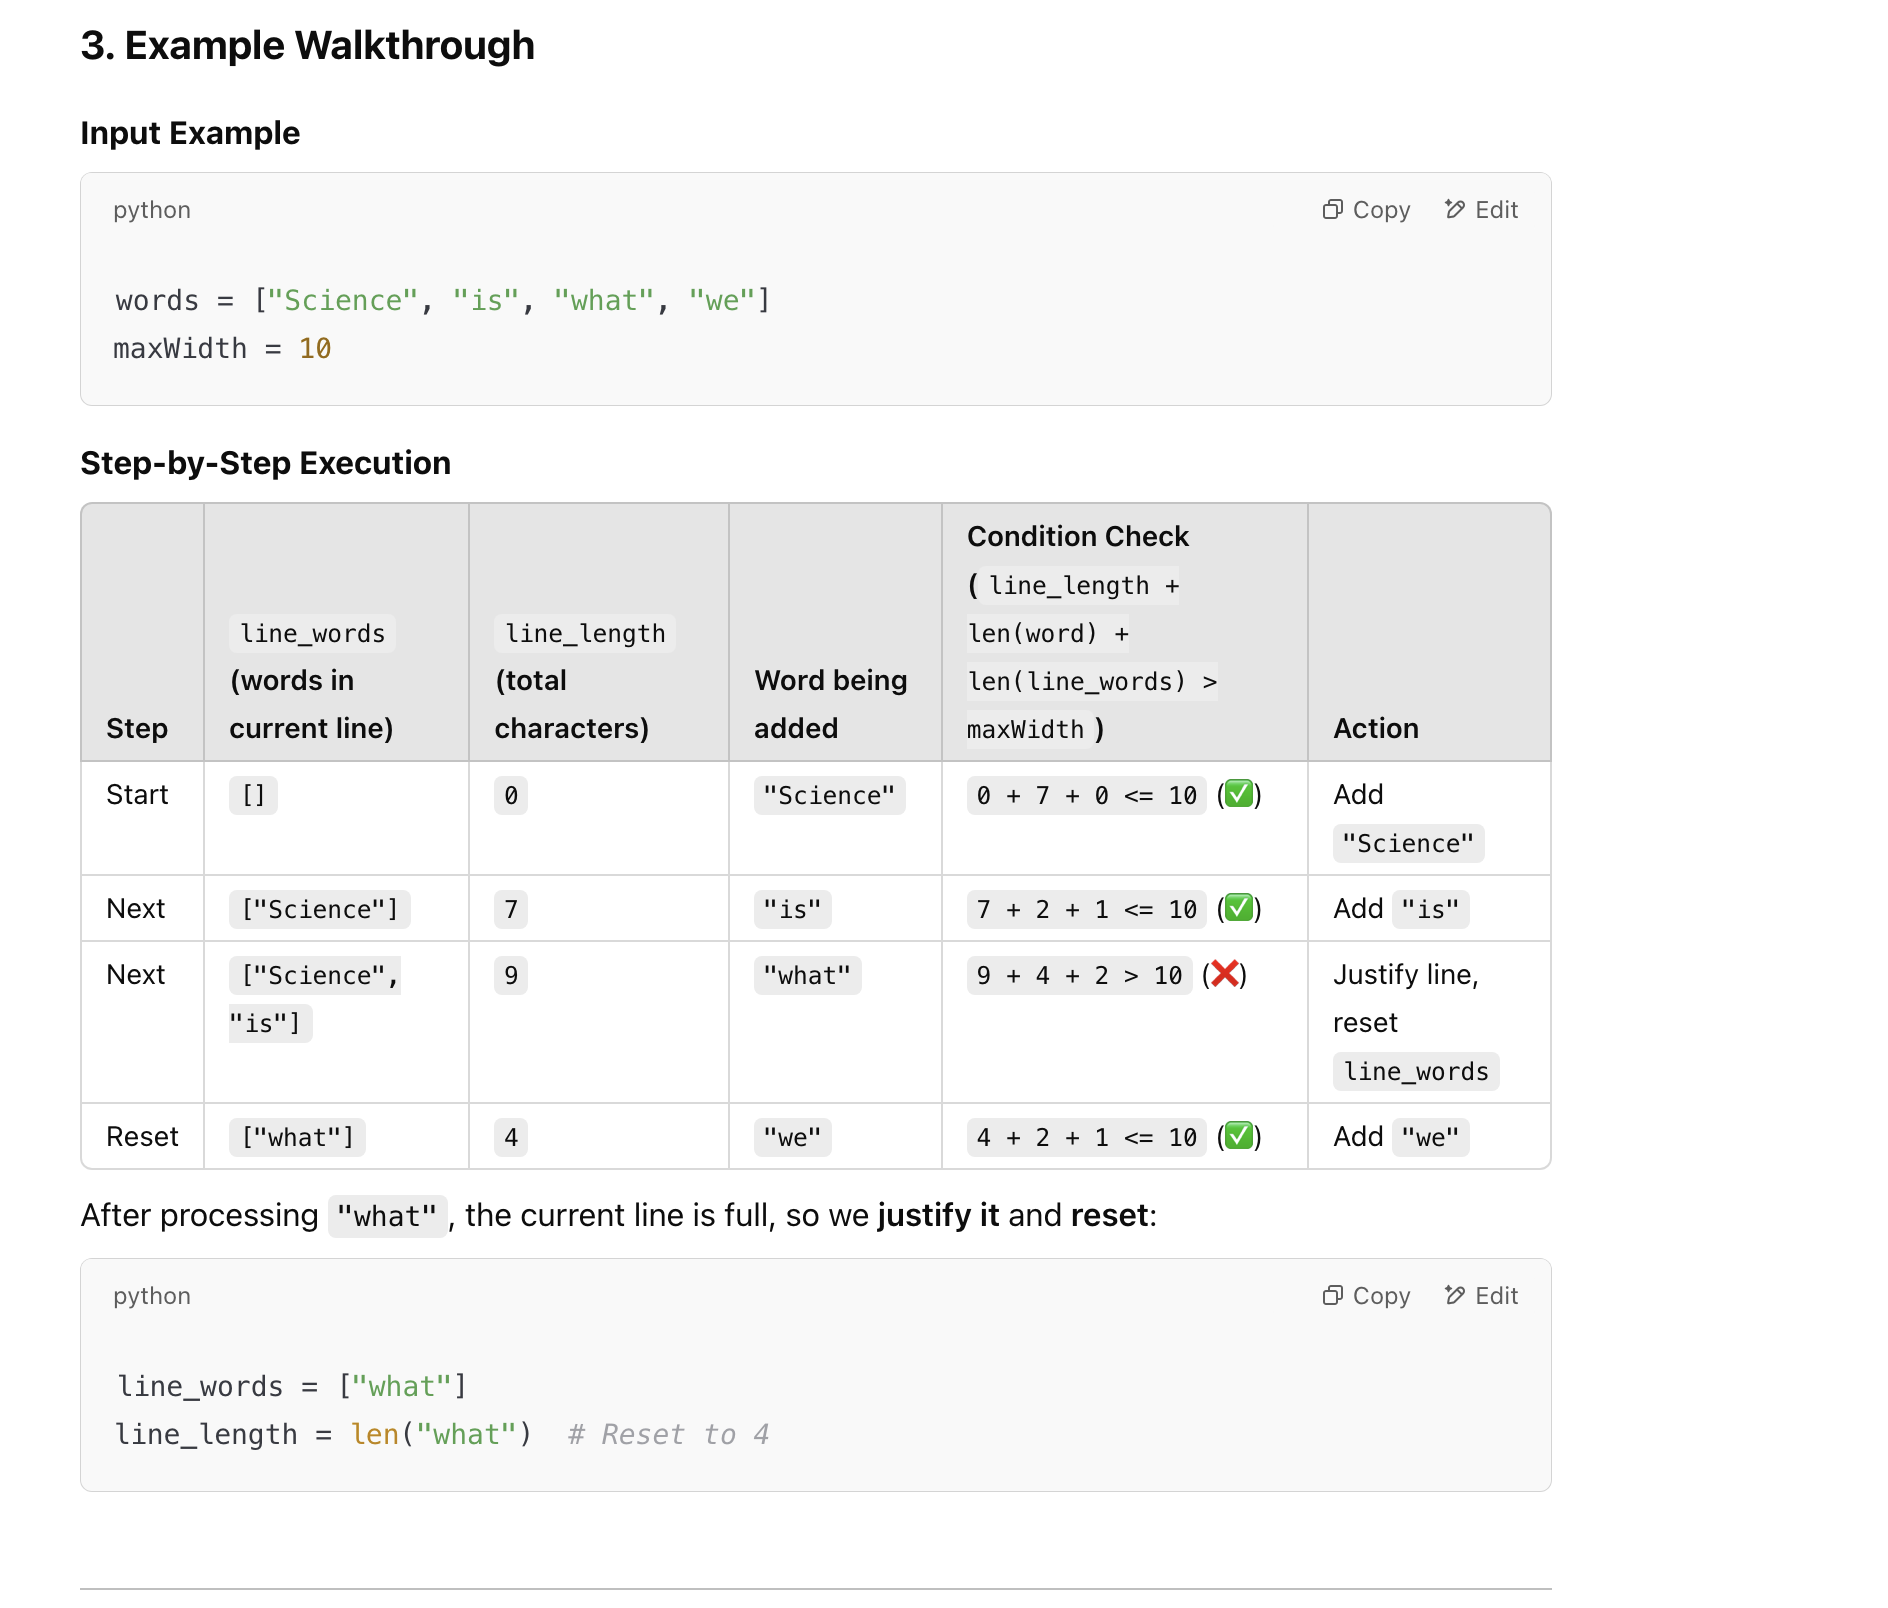 3. Example Walkthrough
Input Example
python
Copy
Edit
words = ["Science", "is", "what", "we"]
maxWidth = 10
Step-by-Step Execution
Step
line_words
(words in
current line)
line_length
(total
characters)
Word being
added
Condition Check
( line_length +
len(word) +
len(line_words) >
maxWidth )
Action
Start
[]
0
"Science"
0 + 7 + 0 <= 10 (✅)
Add
"Science"
Next
["Science"]
7
"is"
7 + 2 + 1 <= 10 (✅)
Add "is"
Next
["Science",
"is"]
9
"what"
9 + 4 + 2 > 10 (❌)
Justify line,
reset
line_words
Reset
["what"]
4
"we"
4 + 2 + 1 <= 10 (✅)
Add "we"
After processing "what", the current line is full, so we justify it and reset:
python
Copy
Edit
line_words = ["what"]
line_length = len("what")  # Reset to 4